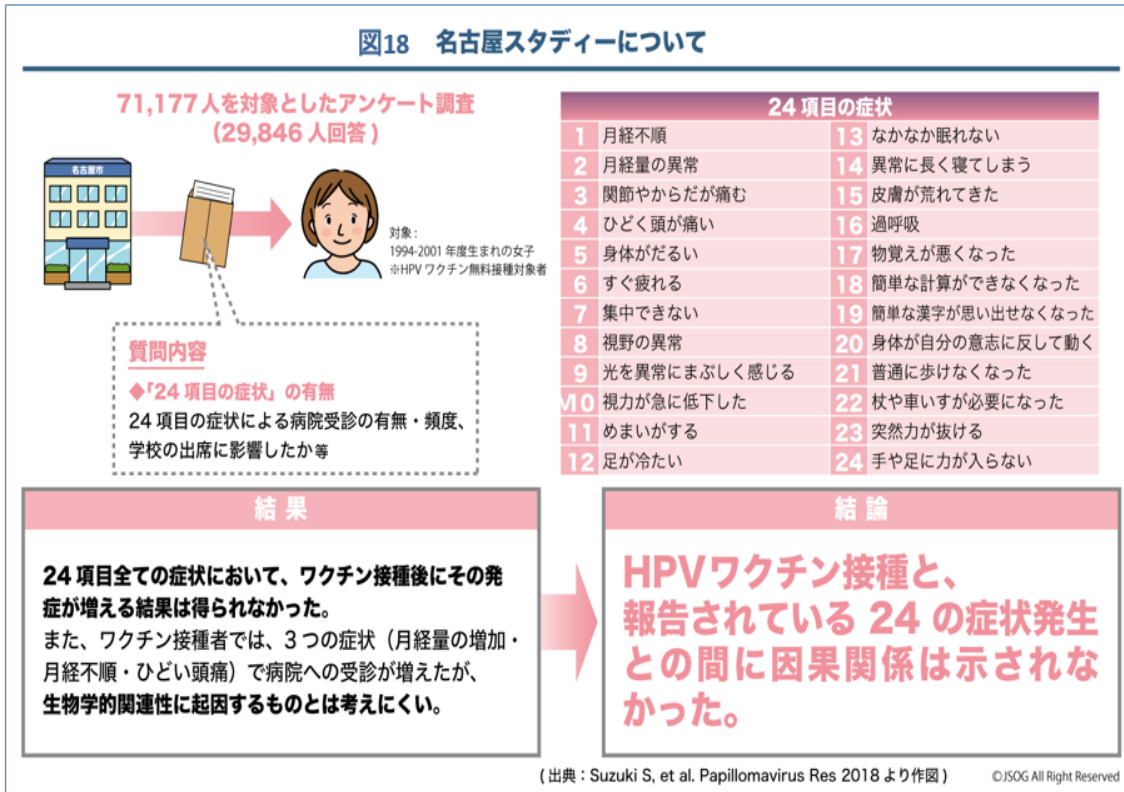 図18 名古屋スタディーについて
71,177人を対象としたアンケート調査
(29,846人回答)
名古屋市
対象:
1994-2001年度生まれの女子
※HPVワクチン無料接種対象者
質問内容
◆「24項目の症状」の有無
24項目の症状による病院受診の有無・頻度、
学校の出席に影響したか等
24項目の症状
1 月経不順
2 月経量の異常
3 関節やからだが痛む
4 ひどく頭が痛い
5 身体がだるい
6 すぐ疲れる
7 集中できない
8 視野の異常
9 光を異常にまぶしく感じる
M0 視力が急に低下した
11 めまいがする
12 足が冷たい
13 なかなか眠れない
14 異常に長く寝てしまう
15 皮膚が荒れてきた
16 過呼吸
17 物覚えが悪くなった
18 簡単な計算ができなくなった
19 簡単な漢字が思い出せなくなった
20 身体が自分の意志に反して動く
21 普通に歩けなくなった
22 杖や車いすが必要になった
23 突然力が抜ける
24 手や足に力が入らない
結果
24項目全ての症状において、ワクチン接種後にその発
症が増える結果は得られなかった。
また、ワクチン接種者では、3つの症状(月経量の増加・
月経不順・ひどい頭痛)で病院への受診が増えたが、
生物学的関連性に起因するものとは考えにくい。
結論
HPVワクチン接種と、
報告されている 24 の症状発生
との間に因果関係は示されな
かった。
(出典:Suzuki S, et al. Papillomavirus Res 2018より作図)
©JSOG All Right Reserved